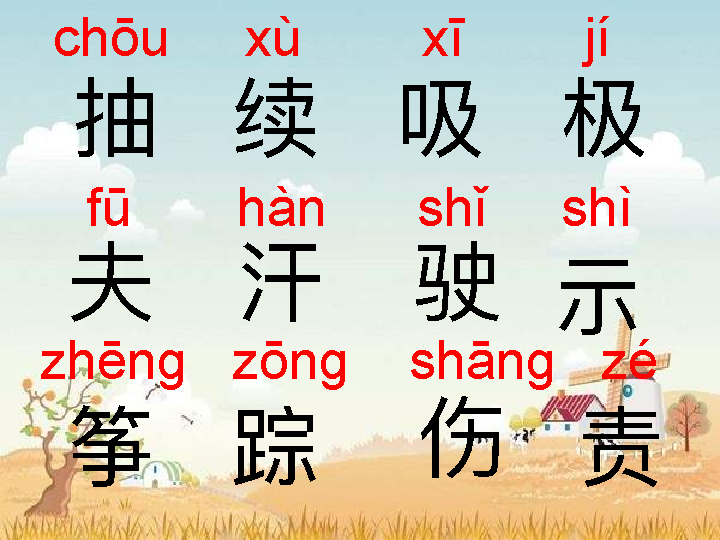 chōu xù xī jí
抽 续 吸 极
fū hàn shǐ shì
夫 汗 驶 示
zhēng zōng shāng zé
筝 踪 伤 责